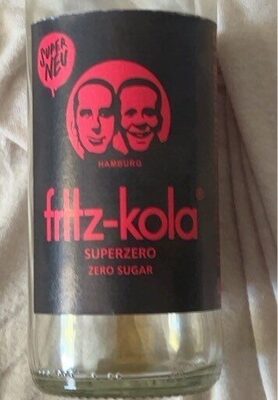 SUPER
NEU
HAMBURG
fritz-kola®
SUPERZERO
ZERO SUGAR